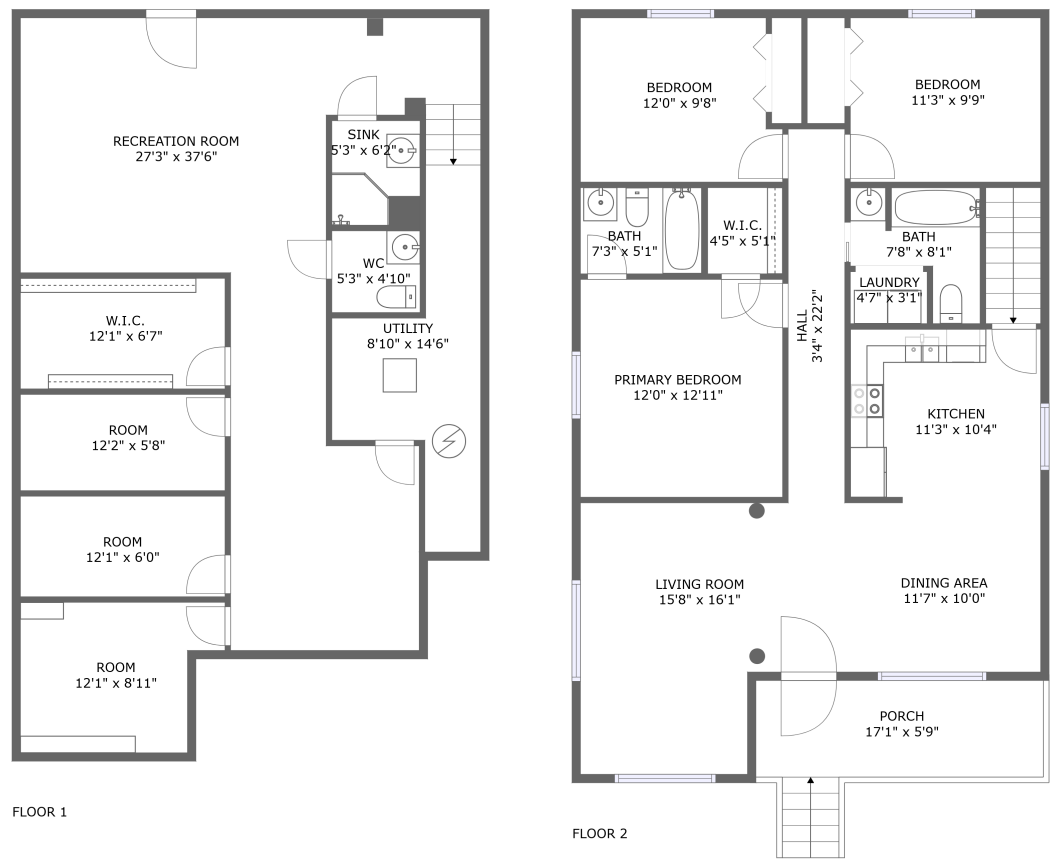 RECREATION ROOM
27'3" x 37'6"
SINK
5'3" x 6'2"
WC
5'3" x 4'10"
UTILITY
8'10" x 14'6"
W.I.C.
12'1" x 6'7"
ROOM
12'2" x 5'8"
ROOM
12'1" x 6'0"
ROOM
12'1" x 8'11"
FLOOR 1
BEDROOM
12'0" x 9'8"
BEDROOM
11'3" x 9'9"
BATH
7'3" x 5'1"
W.I.C.
4'5" x 5'1"
BATH
7'8" x 8'1"
LAUNDRY
4'7" x 3'1"
HALL
3'4" x 22'2"
PRIMARY BEDROOM
12'0" x 12'11"
KITCHEN
11'3" x 10'4"
LIVING ROOM
15'8" x 16'1"
DINING AREA
11'7" x 10'0"
PORCH
17'1" x 5'9"
FLOOR 2